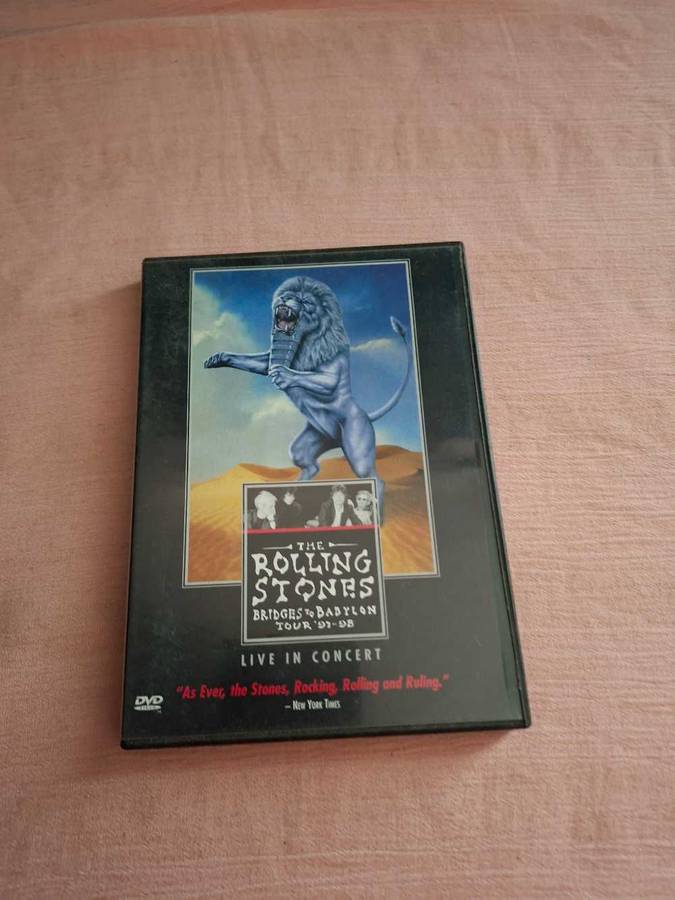 THE
ROLLING
STONES
BRIDGES TO BABYLON
TOUR '97-98
LIVE IN CONCERT
"As Ever, the Stones, Rocking, Rolling and Ruling."
– NEW YORK TIMES
DVD
VIDEO